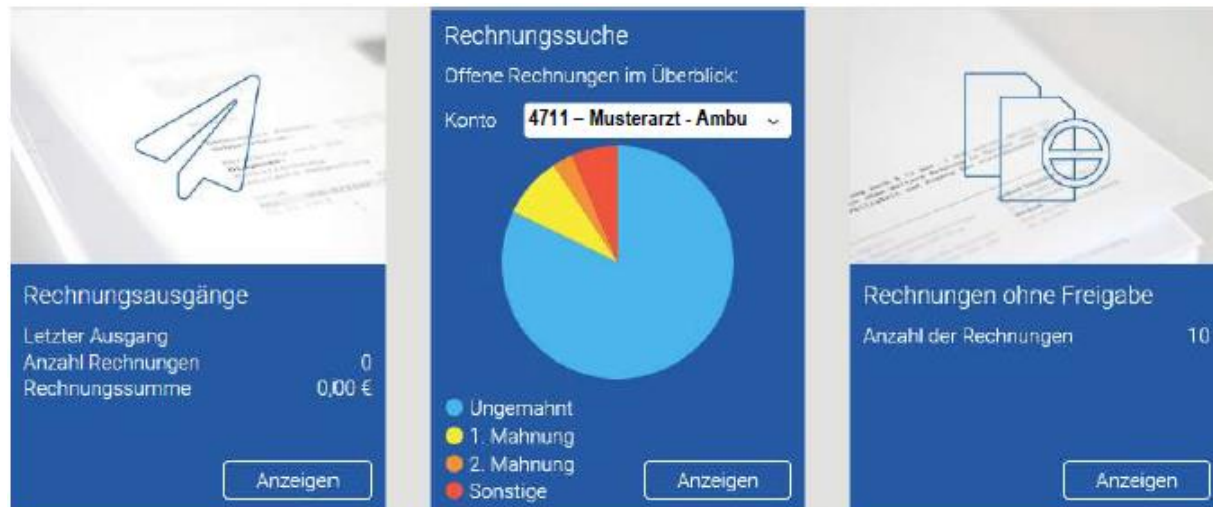 Rechnungsausgänge
Letzter Ausgang
Anzahl Rechnungen 0
Rechnungssumme 0,00 €
Anzeigen
Rechnungssuche
Offene Rechnungen im Überblick:
Konto 4711 – Musterarzt - Ambu
Ungemahnt
1. Mahnung
2. Mahnung
Sonstige
Anzeigen
Rechnungen ohne Freigabe
Anzahl der Rechnungen 10
Anzeigen